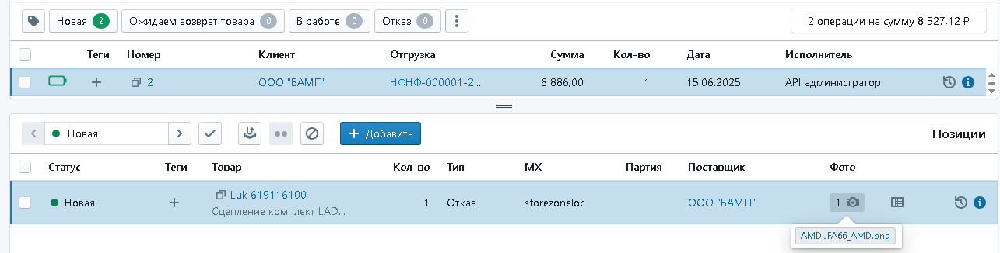 Новая 2 Ожидаем возврат товара 0 В работе 0 Отказ 0 2 операции на сумму 8 527,12 ₽
Теги Номер Клиент Отгрузка Сумма Кол-во Дата Исполнитель
2 ООО "БАМП" НФНФ-000001-2... 6 886,00 1 15.06.2025 API администратор
Новая + Добавить Позиции
Статус Теги Товар Кол-во Тип МХ Партия Поставщик Фото
Новая Luk 619116100 1 Отказ storezoneloc ООО "БАМП" 1
Сцепление комплект LAD...
AMD.JFA66_AMD.png